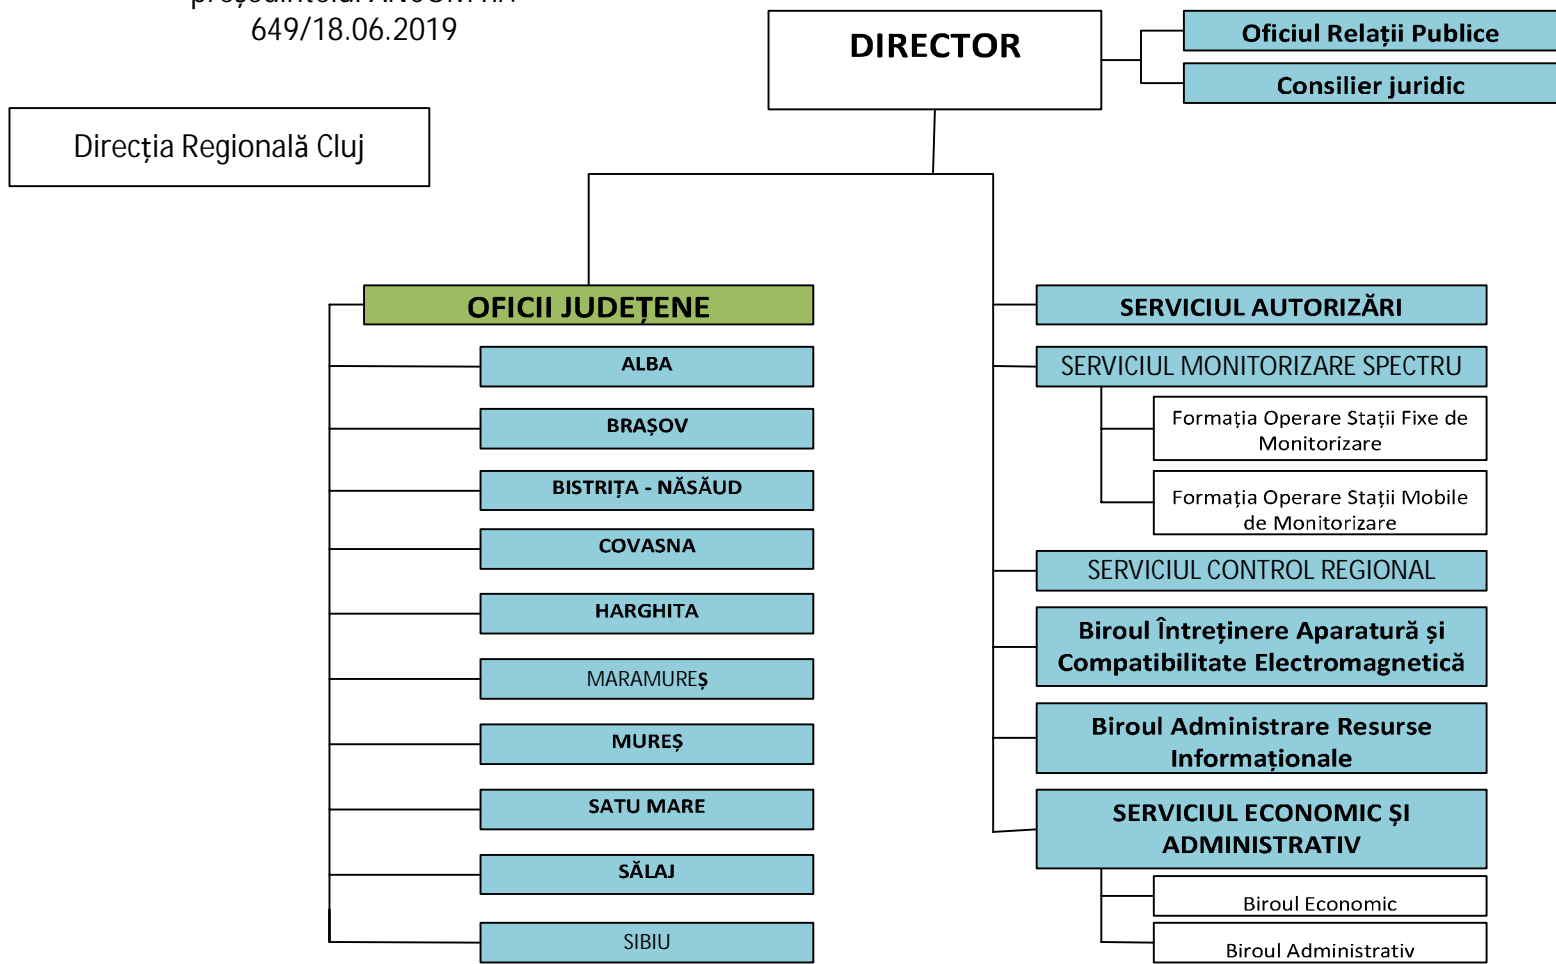 649/18.06.2019
DIRECTOR
Oficiul Relații Publice
Consilier juridic
Direcția Regională Cluj
OFICII JUDEȚENE
ALBA
BRAȘOV
BISTRIȚA - NĂSĂUD
COVASNA
HARGHITA
MARAMUREȘ
MUREȘ
SATU MARE
SĂLAJ
SIBIU
SERVICIUL AUTORIZĂRI
SERVICIUL MONITORIZARE SPECTRU
Formația Operare Stații Fixe de
Monitorizare
Formația Operare Stații Mobile
de Monitorizare
SERVICIUL CONTROL REGIONAL
Biroul Întreținere Aparatură și
Compatibilitate Electromagnetică
Biroul Administrare Resurse
Informaționale
SERVICIUL ECONOMIC ȘI
ADMINISTRATIV
Biroul Economic
Biroul Administrativ